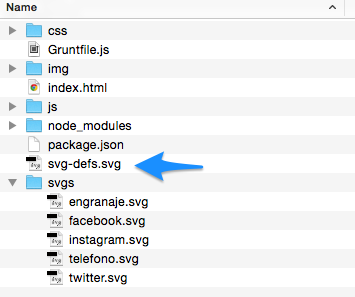 Name
css
Gruntfile.js
img
index.html
js
node_modules
package.json
svg-defs.svg
svgs
engranaje.svg
facebook.svg
instagram.svg
telefono.svg
twitter.svg